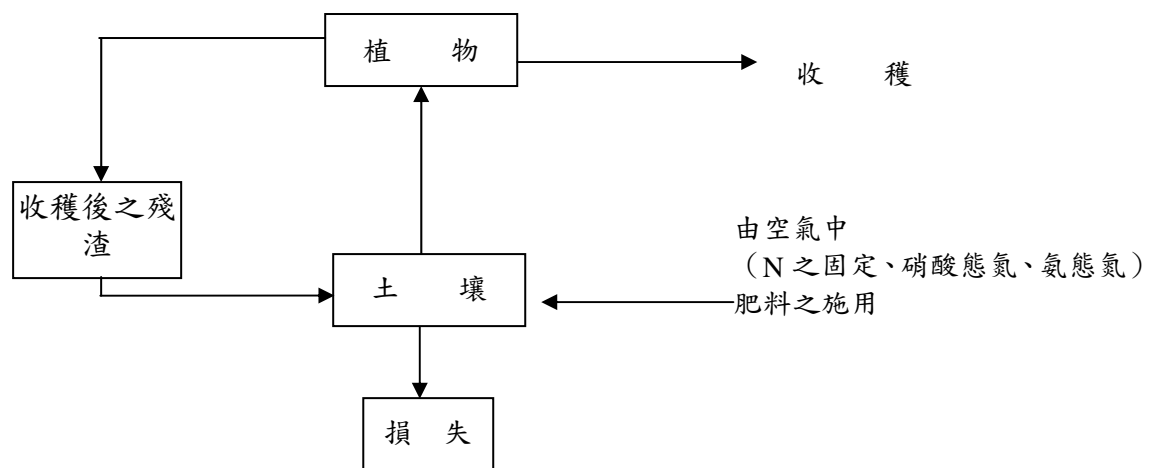 植 物
收 穫
收穫後之殘
渣
由空氣中
（N 之固定、硝酸態氮、氨態氮）
土 壤
肥料之施用
損 失